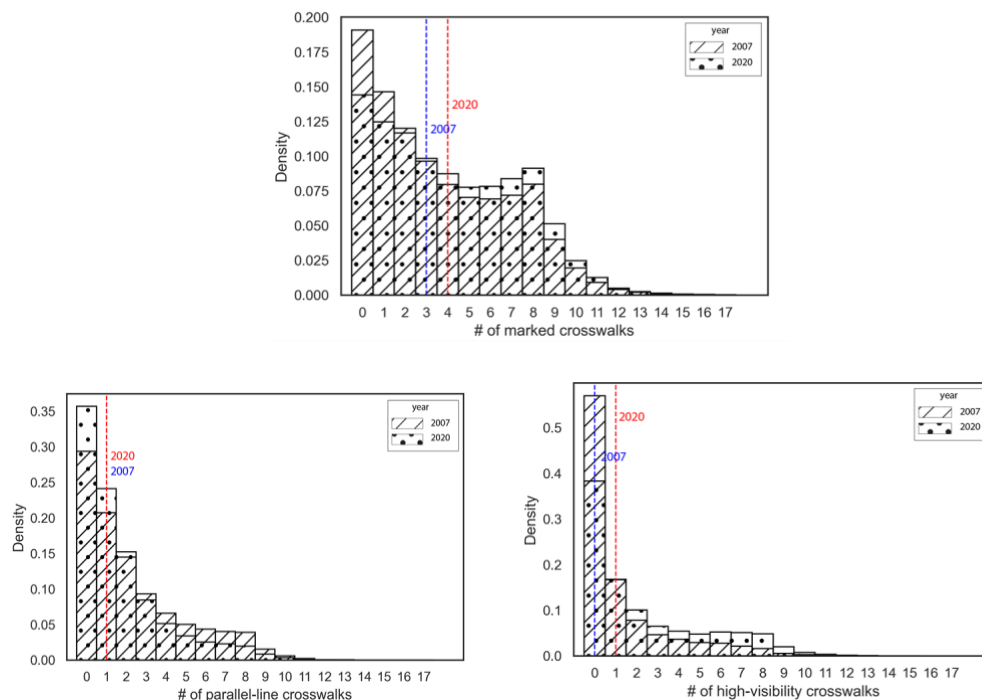 0.200
0.175
0.150
0.125
0.100
0.075
0.050
0.025
0.000
Density
year
2007
2020
2020
2007
0 1 2 3 4 5 6 7 8 9 10 11 12 13 14 15 16 17
# of marked crosswalks
0.35
0.30
0.25
0.20
0.15
0.10
0.05
0.00
Density
year
2007
2020
2020
2007
0 1 2 3 4 5 6 7 8 9 10 11 12 13 14 15 16 17
# of parallel-line crosswalks
0.5
0.4
0.3
0.2
0.1
0.0
Density
year
2007
2020
2020
2007
0 1 2 3 4 5 6 7 8 9 10 11 12 13 14 15 16 17
# of high-visibility crosswalks